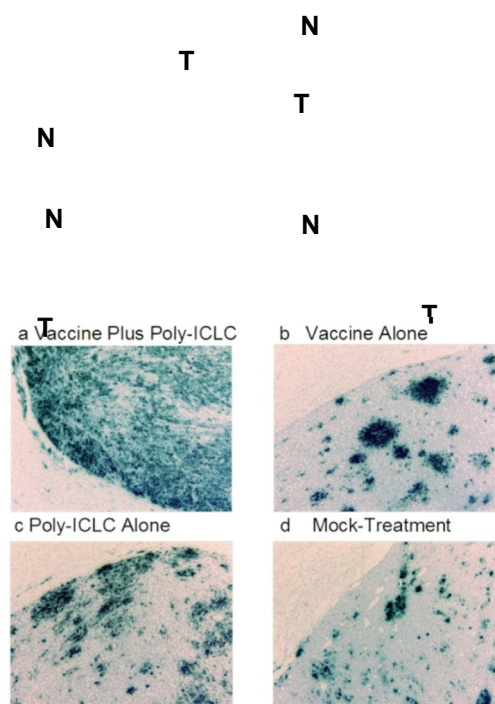 N
T
T
N
N
N
T
T
a Vaccine Plus Poly-ICLC
b Vaccine Alone
c Poly-ICLC Alone
d Mock-Treatment